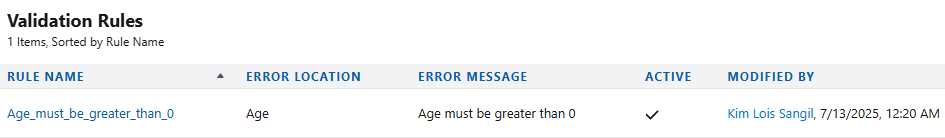 Validation Rules
1 Items, Sorted by Rule Name
RULE NAME ERROR LOCATION ERROR MESSAGE ACTIVE MODIFIED BY
Age_must_be_greater_than_0 Age Age must be greater than 0 Kim Lois Sangil, 7/13/2025, 12:20 AM